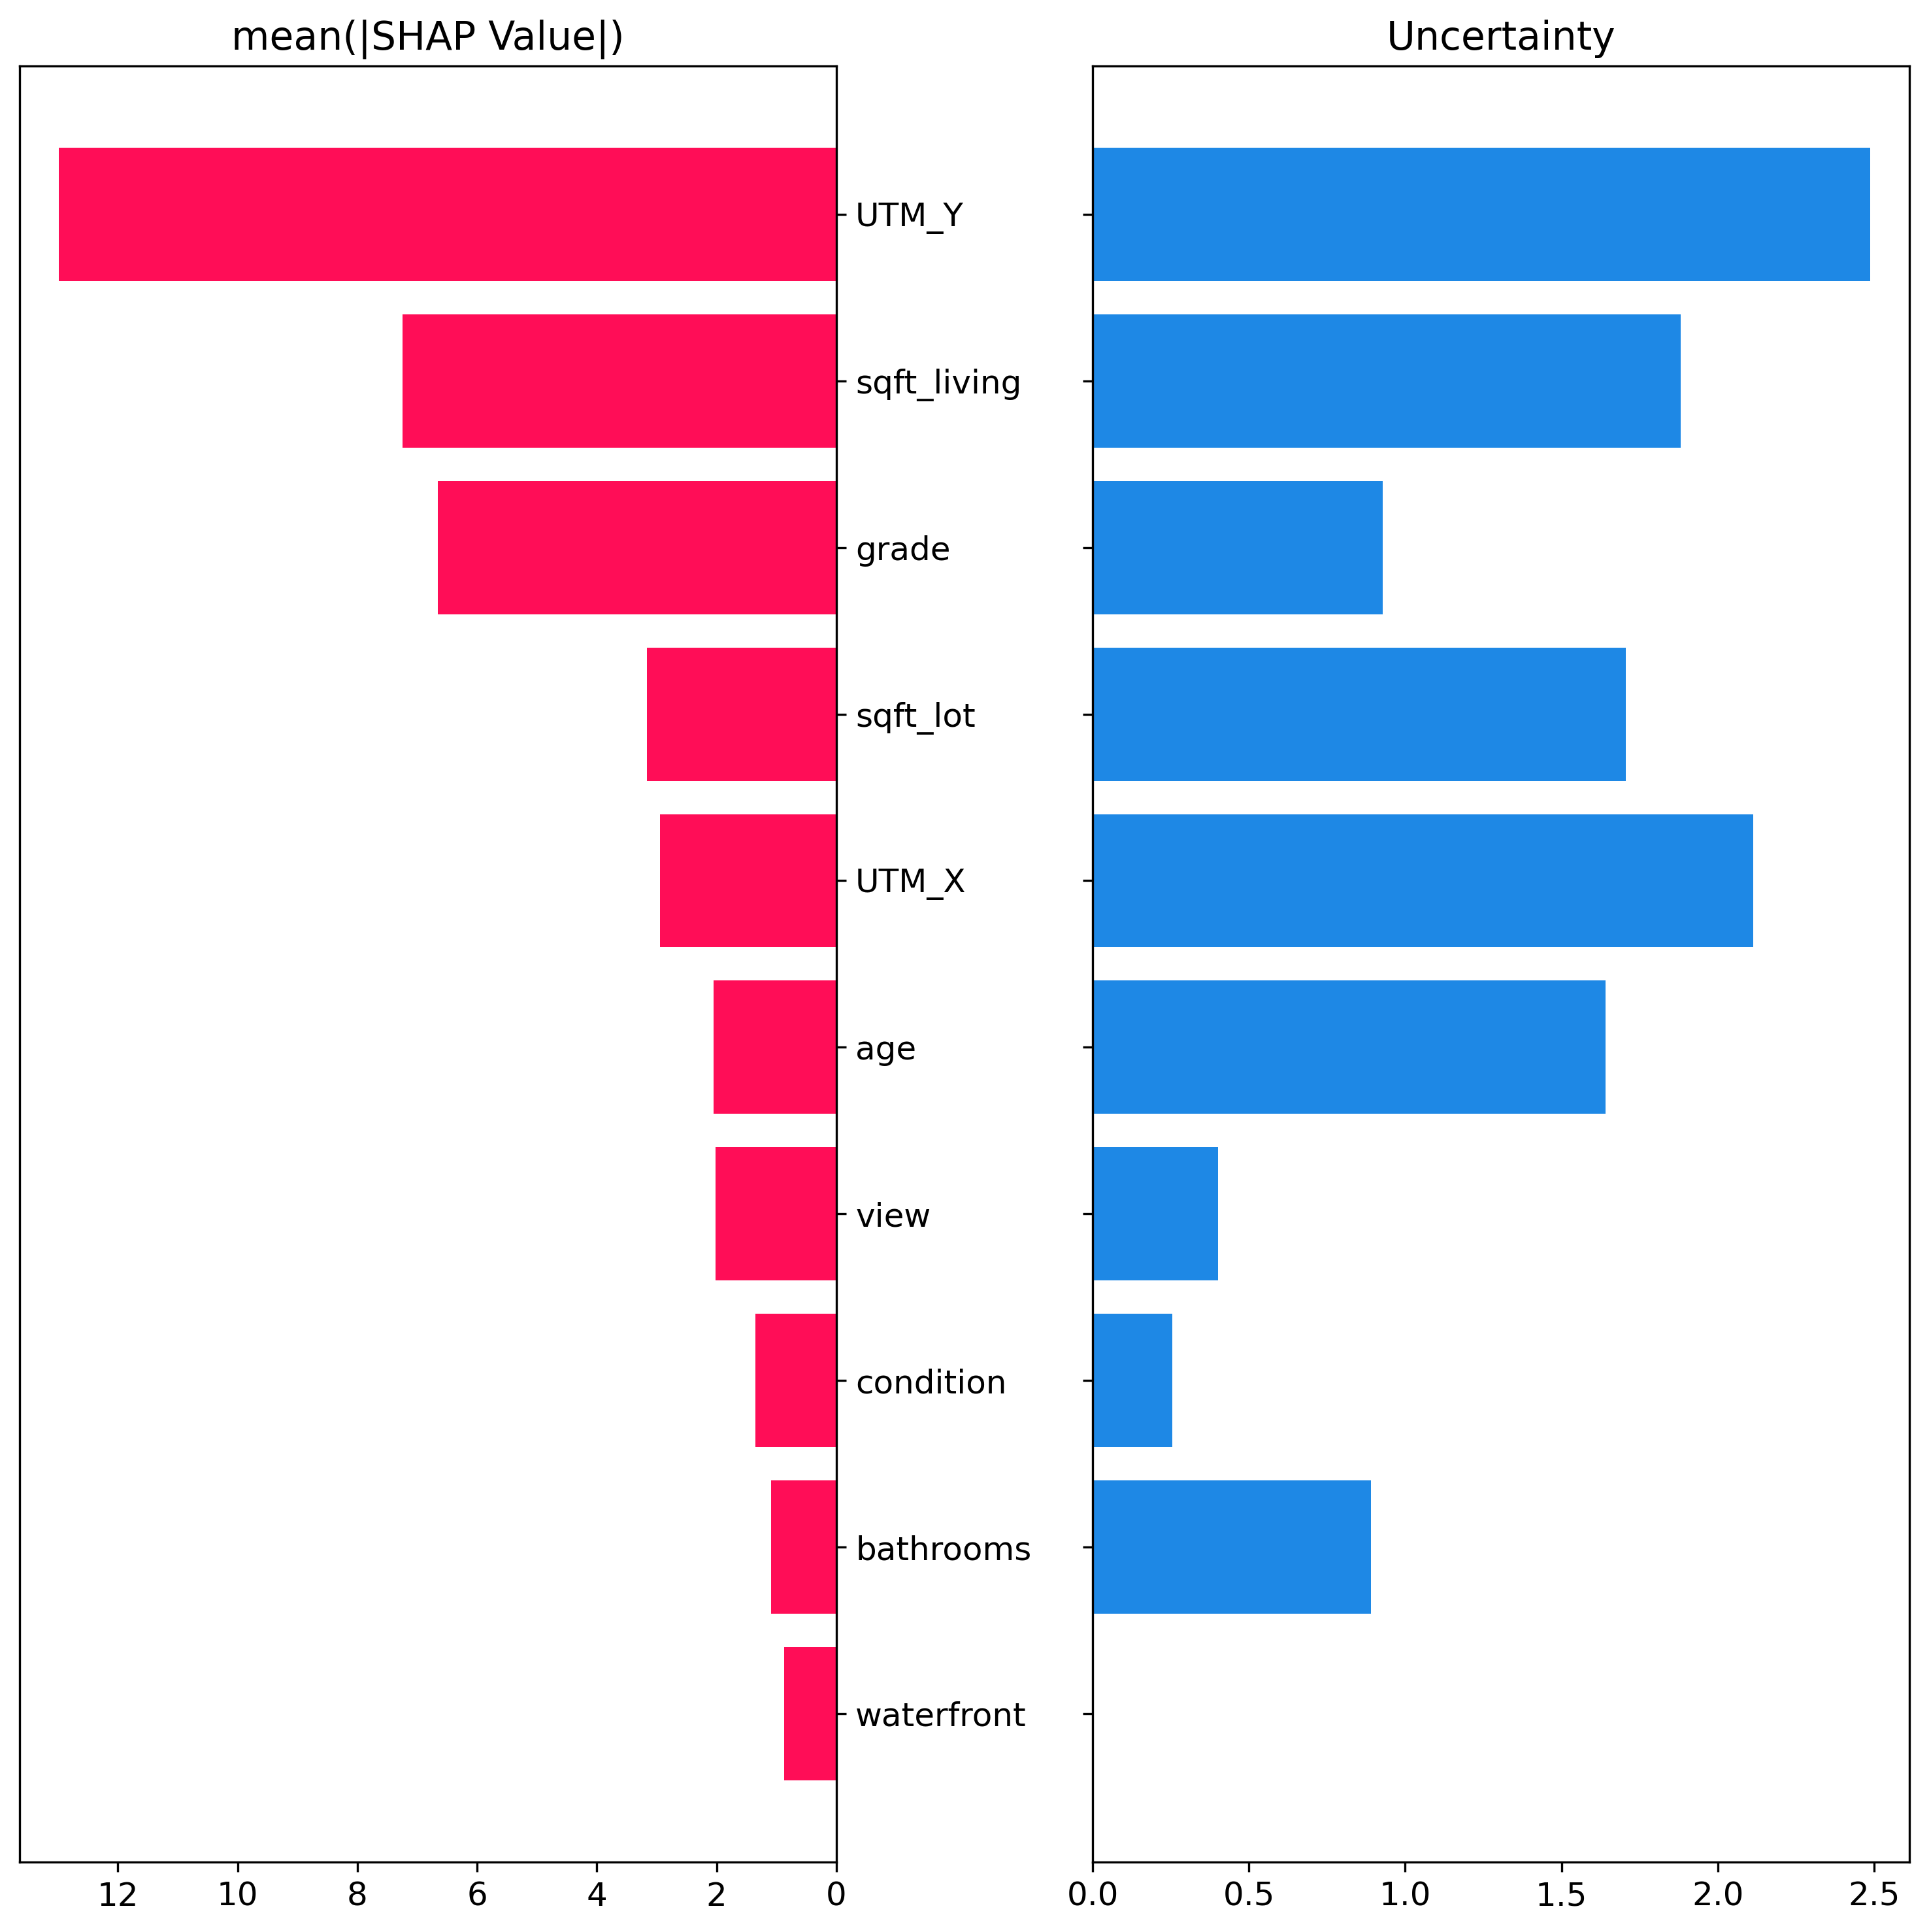 mean(|SHAP Value|)
Uncertainty
UTM_Y
sqft_living
grade
sqft_lot
UTM_X
age
view
condition
bathrooms
waterfront
12 10 8 6 4 2 0
0.0 0.5 1.0 1.5 2.0 2.5